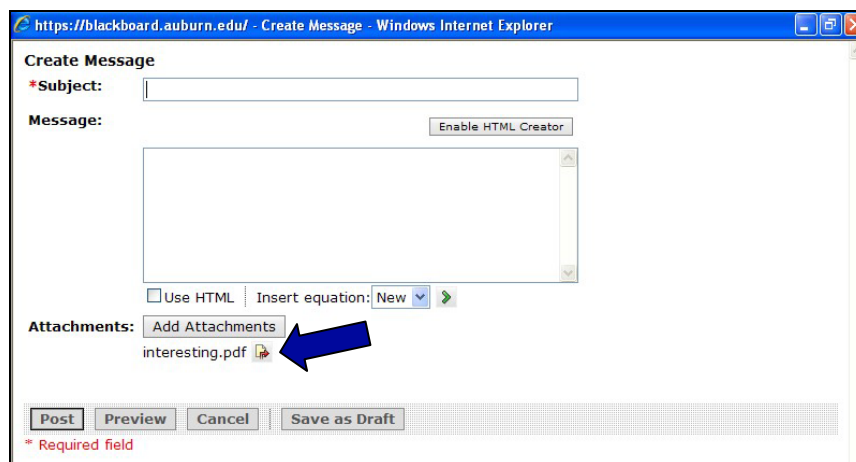 https://blackboard.auburn.edu/ - Create Message - Windows Internet Explorer
Create Message
*Subject:
Message:
Enable HTML Creator
Use HTML Insert equation: New
Attachments: Add Attachments
interesting.pdf
Post Preview Cancel Save as Draft
* Required field